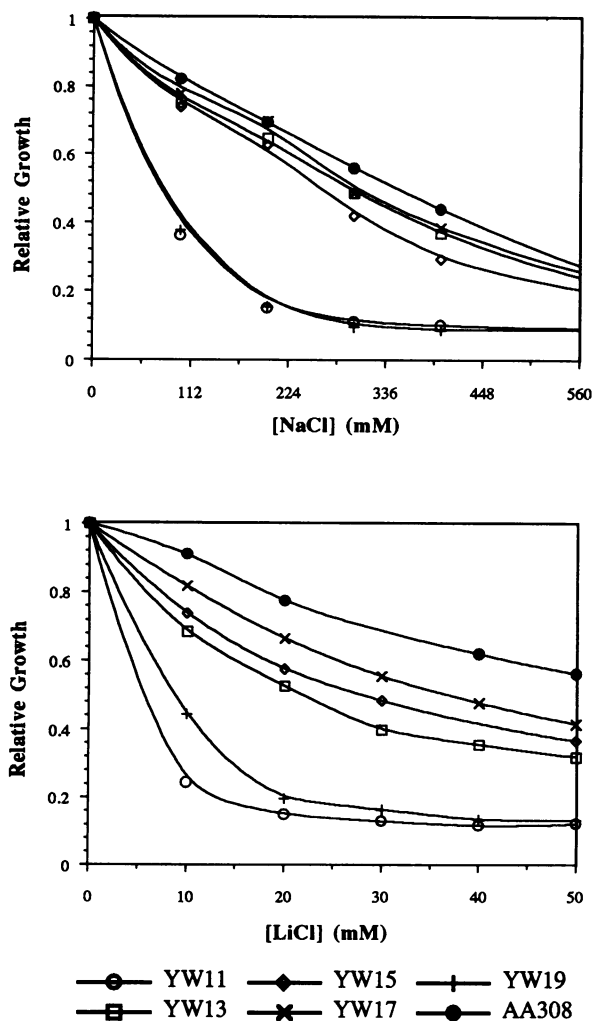 1
0.8
0.6
0.4
0.2
0
Relative Growth
0 112 224 336 448 560
[NaCl] (mM)
1
0.8
0.6
0.4
0.2
0
Relative Growth
0 10 20 30 40 50
[LiCl] (mM)
YW11 YW15 YW19
YW13 YW17 AA308